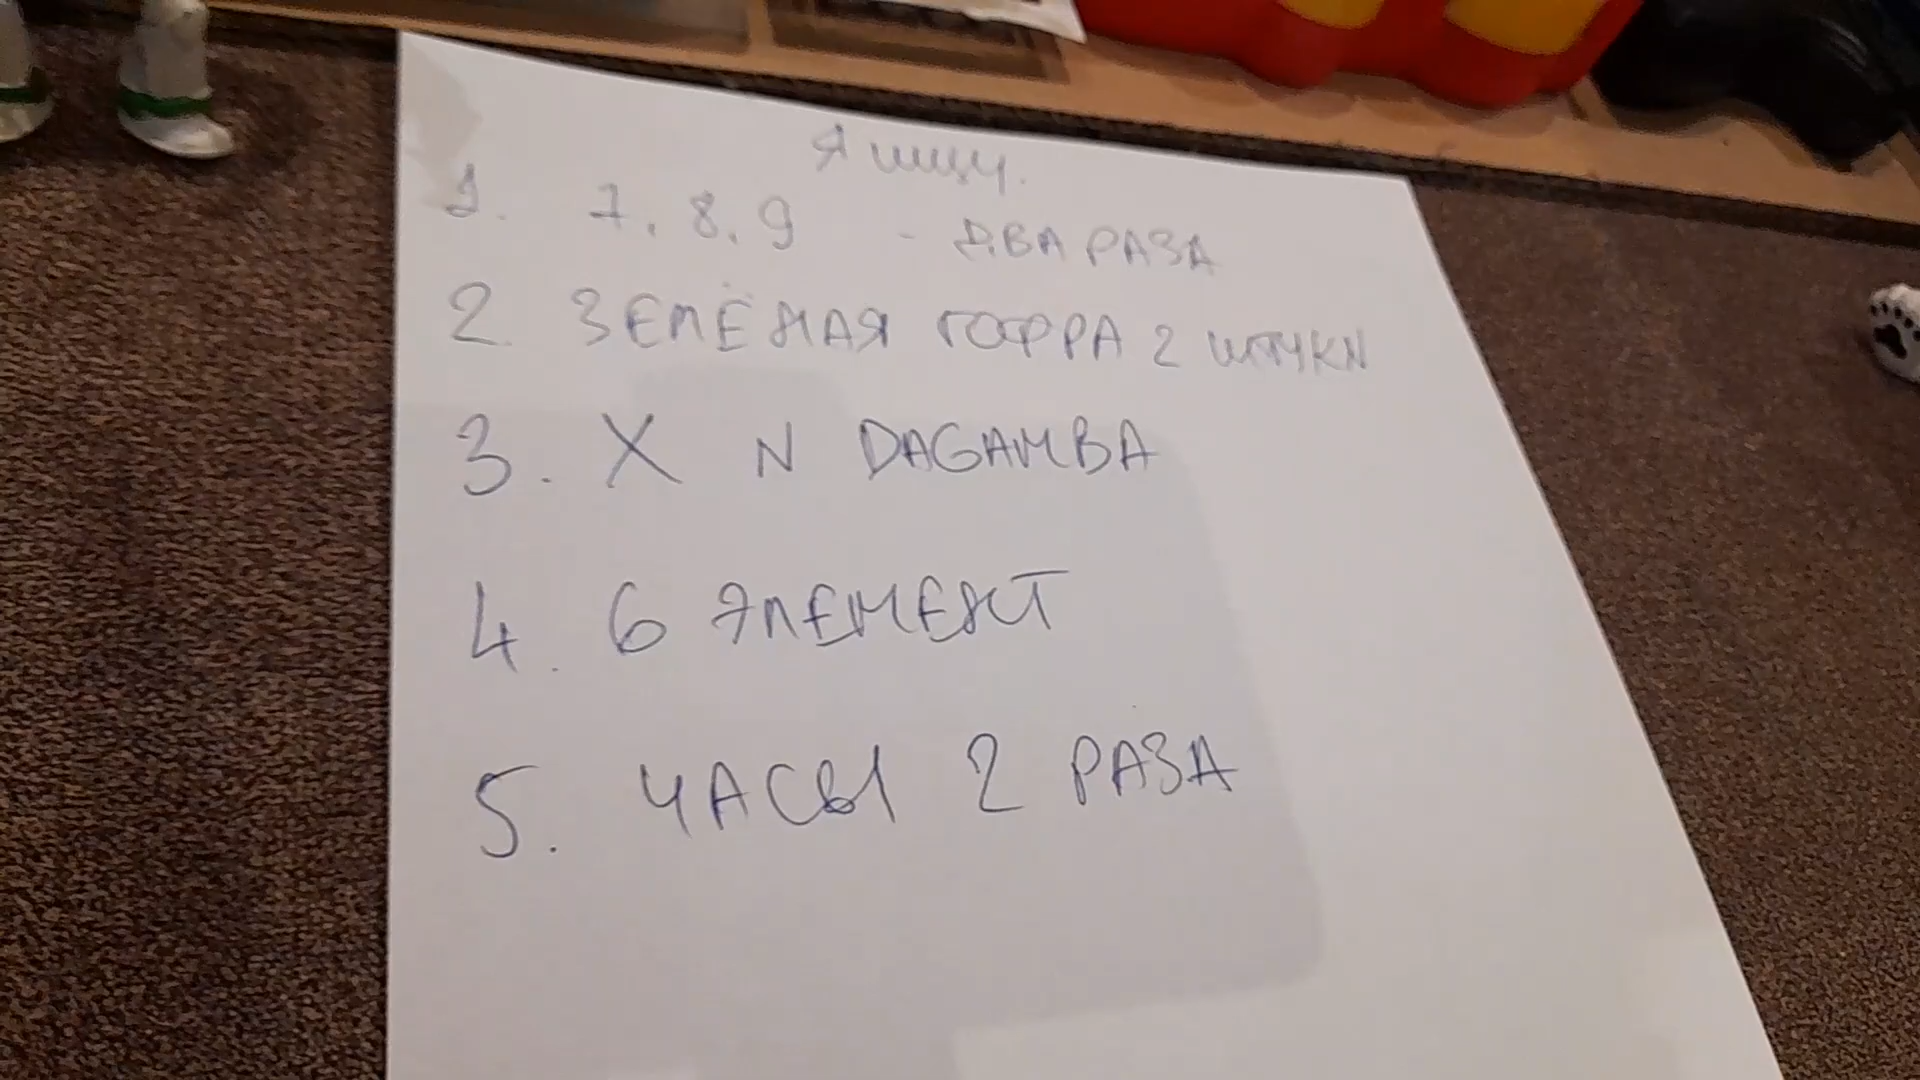 Я ищу.
1. 7, 8, 9 - ДВА РАЗА
2. ЗЕЛЁНАЯ ГОФРА 2 ШТУКИ
3. X И DAGAMBA
4. 6 ЭЛЕМЕНТ
5. ЧАСЫ 2 РАЗА